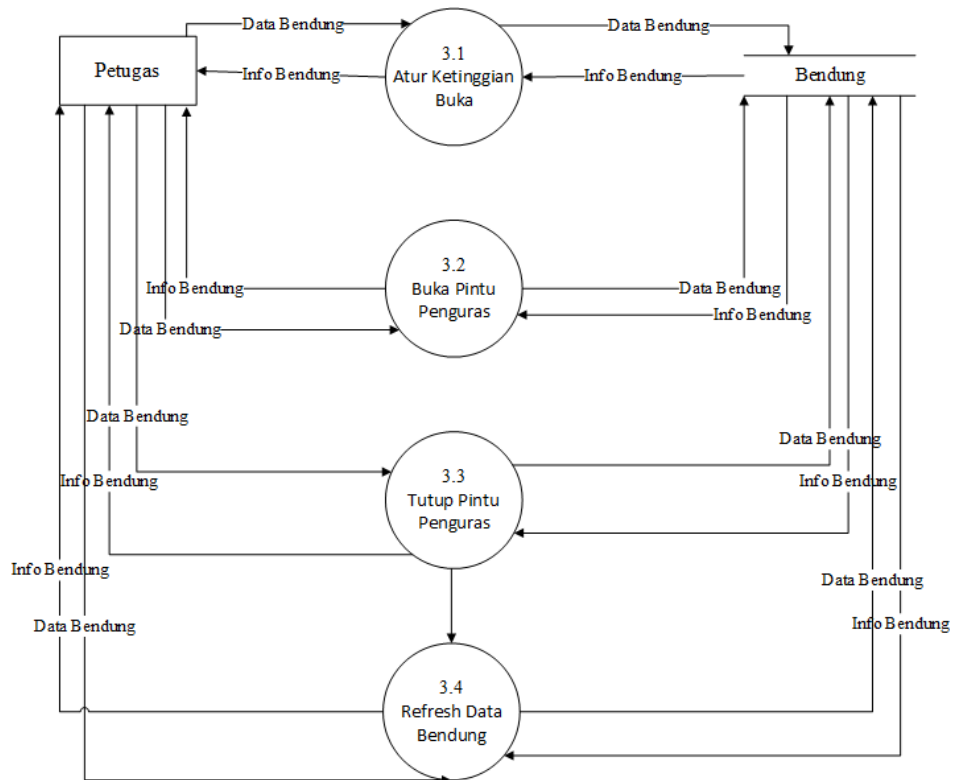 Data Bendung
Data Bendung
Petugas
3.1
Atur Ketinggian
Buka
Bendung
Info Bendung
Info Bendung
3.2
Buka Pintu
Penguras
Info Bendung
Data Bendung
Data Bendung
Info Bendung
Data Bendung
Info Bendung
3.3
Tutup Pintu
Penguras
Data Bendung
Info Bendung
Info Bendung
Data Bendung
Data Bendung
Info Bendung
3.4
Refresh Data
Bendung